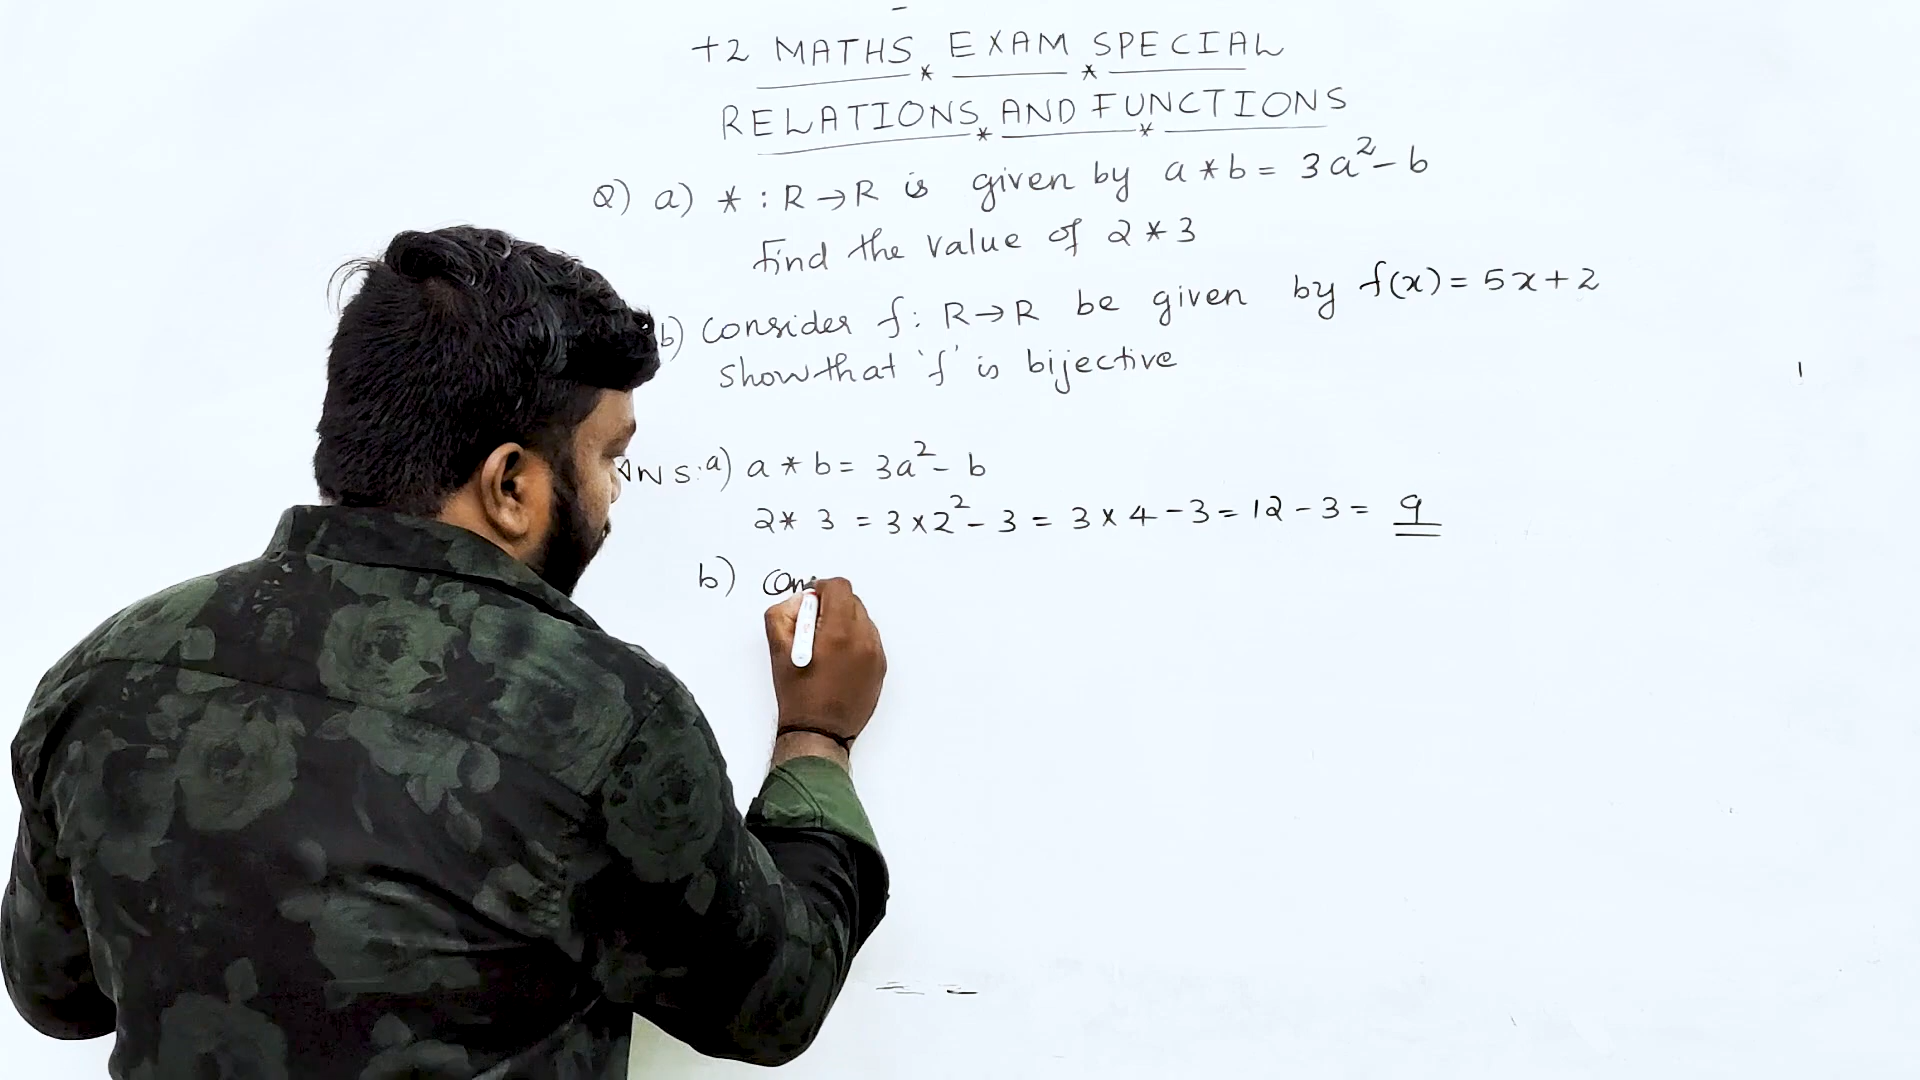 +2 MATHS EXAM SPECIAL
RELATIONS AND FUNCTIONS
Q) a) * : R→R is given by a * b = 3a²- b
Find the value of 2 * 3
b) Consider f: R→R be given by f(x) = 5x+2
show that 'f' is bijective
ANS: a) a * b = 3a²- b
2* 3 = 3×2²- 3 = 3 × 4 - 3 = 12 - 3 = 9
b)